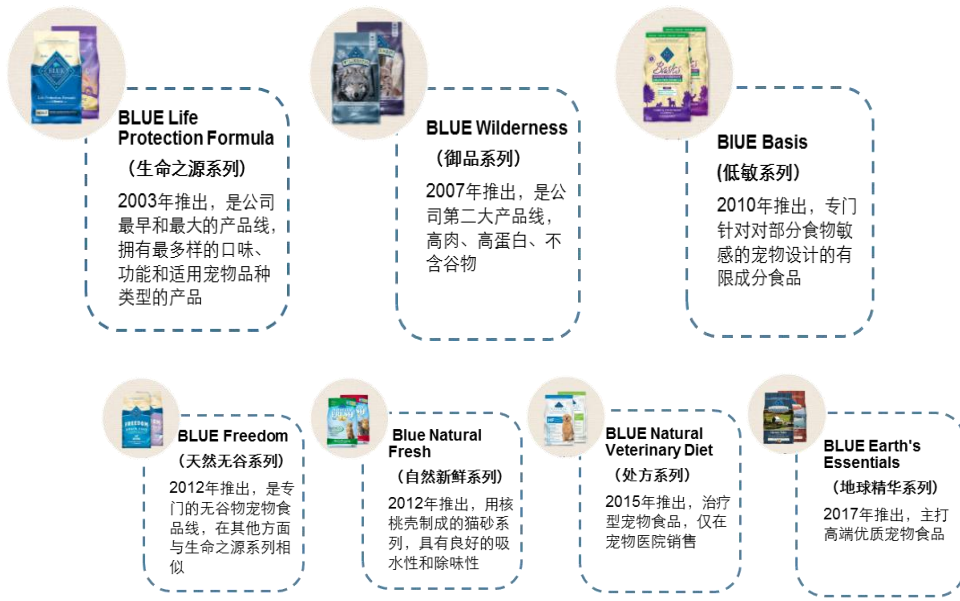 BLUE Life
Protection Formula
（生命之源系列）
2003年推出，是公司
最早和最大的产品线，
拥有最多样的口味、
功能和适用宠物品种
类型的产品
BLUE Wilderness
（御品系列）
2007年推出，是公
司第二大产品线，
高肉、高蛋白、不
含谷物
BIUE Basis
(低敏系列）
2010年推出，专门
针对对部分食物敏
感的宠物设计的有
限成分食品
BLUE Freedom
（天然无谷系列）
2012年推出，是专
门的无谷物宠物食
品线，在其他方面
与生命之源系列相
似
Blue Natural
Fresh
（自然新鲜系列）
2012年推出，用核
桃壳制成的猫砂系
列，具有良好的吸
水性和除味性
BLUE Natural
Veterinary Diet
（处方系列）
2015年推出，治疗
型宠物食品，仅在
宠物医院销售
BLUE Earth's
Essentials
（地球精华系列）
2017年推出，主打
高端优质宠物食品
BLUE
Basics
FREEDOM